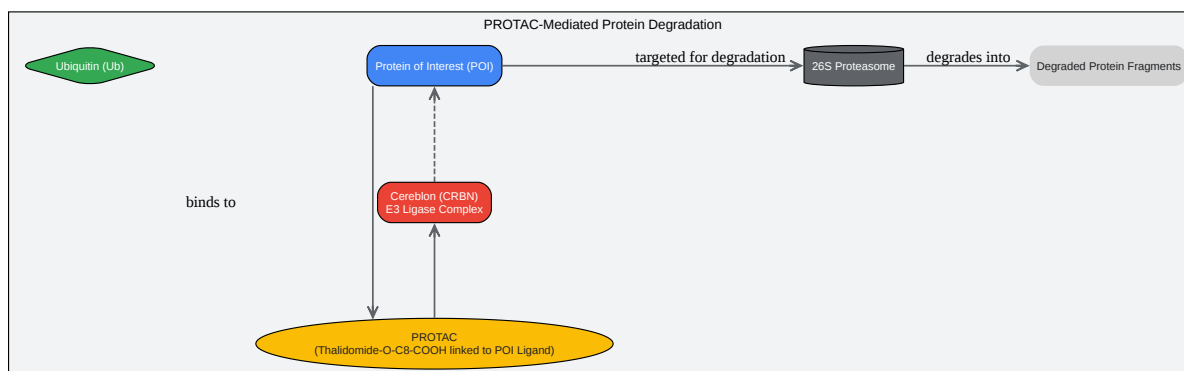 PROTAC-Mediated Protein Degradation
Ubiquitin (Ub)
Protein of Interest (POI)
targeted for degradation
26S Proteasome
degrades into
Degraded Protein Fragments
binds to
Cereblon (CRBN)
E3 Ligase Complex
PROTAC
(Thalidomide-O-C8-COOH linked to POI Ligand)